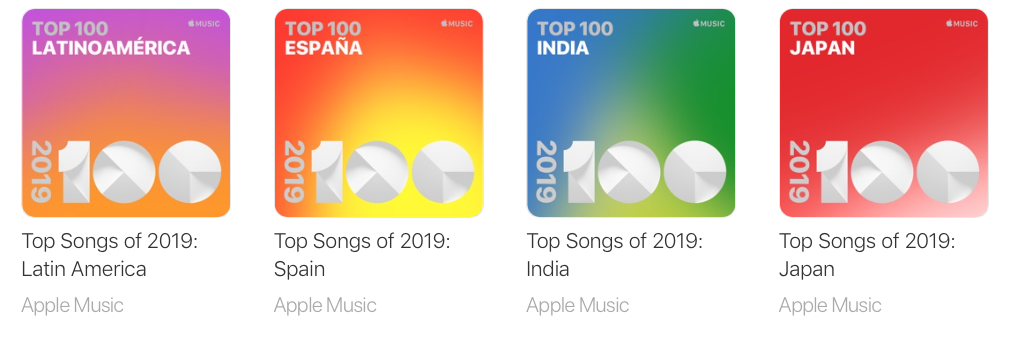 TOP 100
LATINOAMÉRICA
MUSIC
2019
100
Top Songs of 2019:
Latin America
Apple Music
TOP 100
ESPAÑA
MUSIC
2019
100
Top Songs of 2019:
Spain
Apple Music
TOP 100
INDIA
MUSIC
2019
100
Top Songs of 2019:
India
Apple Music
TOP 100
JAPAN
MUSIC
2019
100
Top Songs of 2019:
Japan
Apple Music